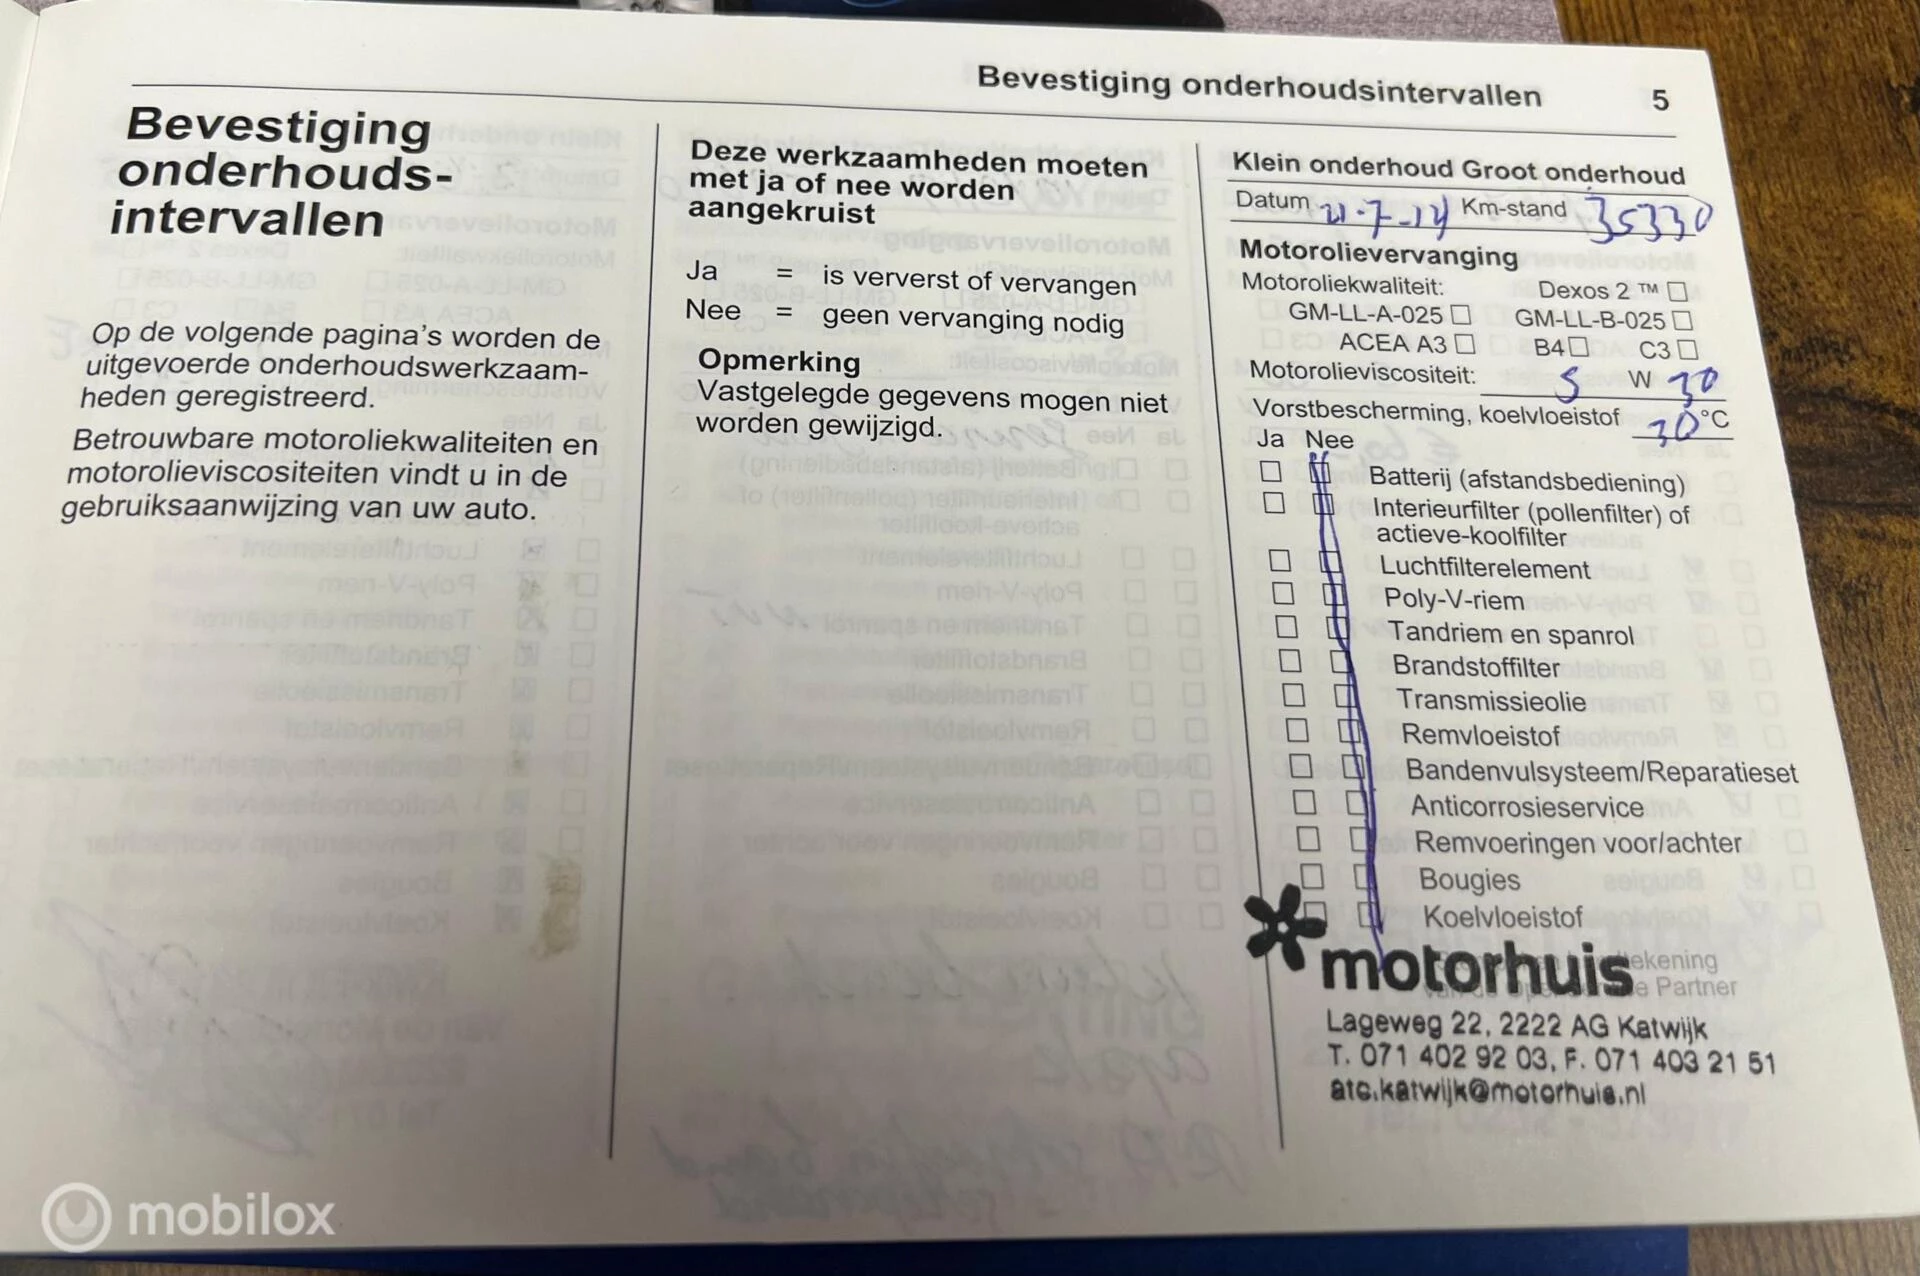 Bevestiging onderhoudsintervallen 5
Bevestiging
onderhouds-
intervallen
Op de volgende pagina's worden de
uitgevoerde onderhoudswerkzaam-
heden geregistreerd.
Betrouwbare motoroliekwaliteiten en
motorolieviscositeiten vindt u in de
gebruiksaanwijzing van uw auto.
Deze werkzaamheden moeten
met ja of nee worden
aangekruist
Ja = is ververst of vervangen
Nee = geen vervanging nodig
Opmerking
Vastgelegde gegevens mogen niet
worden gewijzigd.
Klein onderhoud Groot onderhoud
Datum Km-stand 35330
Motorolievervanging
Motoroliekwaliteit: Dexos 2 ™
GM-LL-A-025 GM-LL-B-025
ACEA A3 B4 C3
Motorolieviscositeit: 5 W 30
Vorstbescherming, koelvloeistof 30 °C
Ja Nee
Batterij (afstandsbediening)
Interieurfilter (pollenfilter) of
actieve-koolfilter
Luchtfilterelement
Poly-V-riem
Tandriem en spanrol
Brandstoffilter
Transmissieolie
Remvloeistof
Bandenvulsysteem/Reparatieset
Anticorrosieservice
Remvoeringen voor/achter
Bougies
Koelvloeistof
motorhuis
Partner
Lageweg 22, 2222 AG Katwijk
T. 071 402 92 03, F. 071 403 21 51
atc.katwijk@motorhuis.nl
mobilox